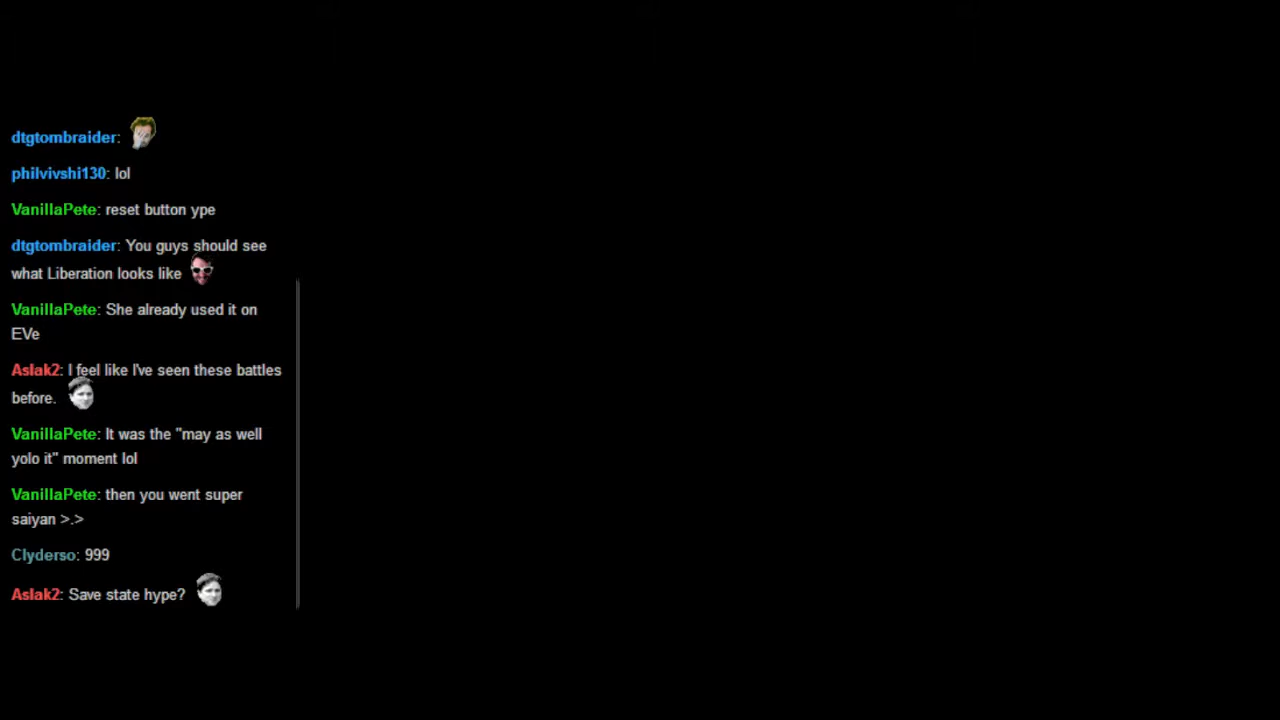 dtgtombraider:
philvivshi130: lol
VanillaPete: reset button ype
dtgtombraider: You guys should see
what Liberation looks like
VanillaPete: She already used it on
EVe
Aslak2: I feel like I've seen these battles
before.
VanillaPete: It was the "may as well
yolo it" moment lol
VanillaPete: then you went super
saiyan >.>
Clyderso: 999
Aslak2: Save state hype?